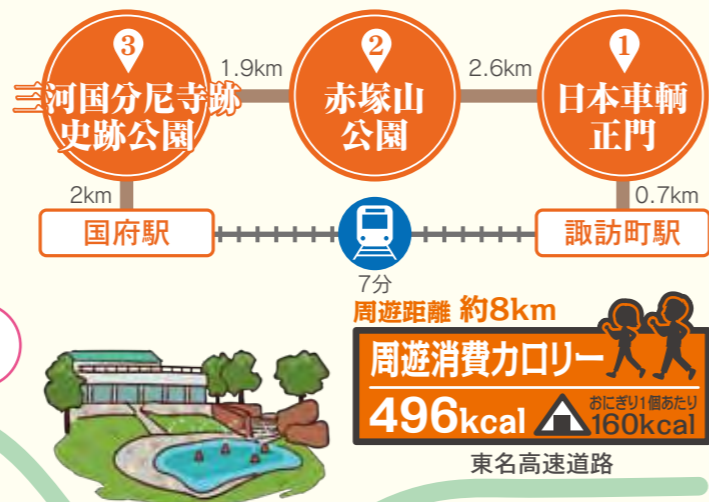 3
三河国分尼寺跡
史跡公園
1.9km
2
赤塚山
公園
2.6km
1
日本車輌
正門
2km
0.7km
国府駅
諏訪町駅
7分
周遊距離 約8km
周遊消費カロリー
496kcal
おにぎり1個あたり
160kcal
東名高速道路